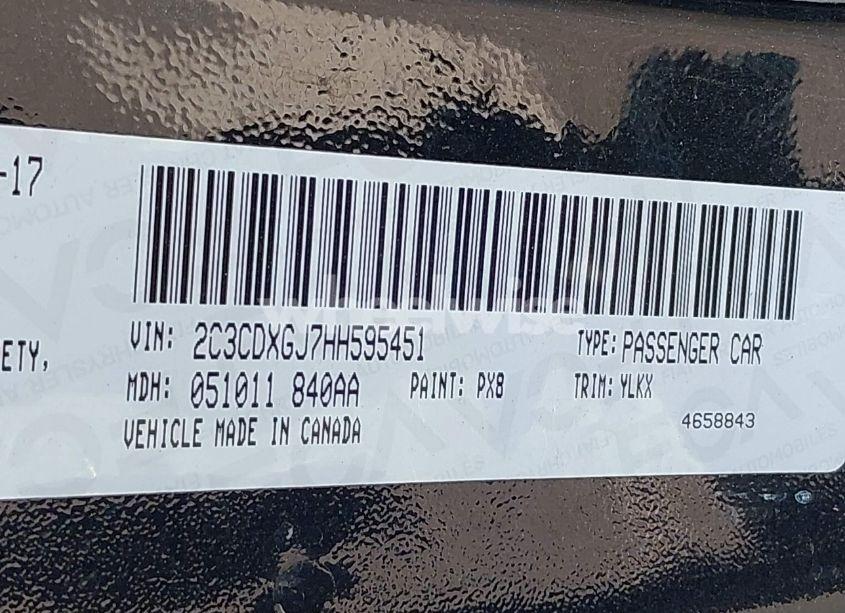 -17
wheelwise
ETY,
VIN: 2C3CDXGJ7HH595451 TYPE: PASSENGER CAR
MDH: 051011 840AA PAINT: PX8 TRIM: YLKX
VEHICLE MADE IN CANADA 4658843